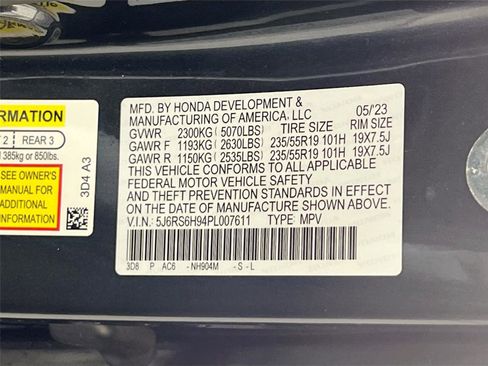 FORMATION
2 REAR 3
385kg or 850lbs.
SEE OWNER'S
MANUAL FOR
ADDITIONAL
INFORMATION
3D4 A3
MFD. BY HONDA DEVELOPMENT &
MANUFACTURING OF AMERICA, LLC 05/'23
GVWR 2300KG (5070LBS) TIRE SIZE RIM SIZE
GAWR F 1193KG (2630LBS) 235/55R19 101H 19X7.5J
GAWR R 1150KG (2535LBS) 235/55R19 101H 19X7.5J
THIS VEHICLE CONFORMS TO ALL APPLICABLE
FEDERAL MOTOR VEHICLE SAFETY
AND THEFT PREVENTION STANDARDS IN EFFECT
ON THE DATE OF MANUFACTURE SHOWN ABOVE.
V.I.N.: 5J6RS6H94PL007611 TYPE: MPV
3D8 P AC6 -NH904M -S -L